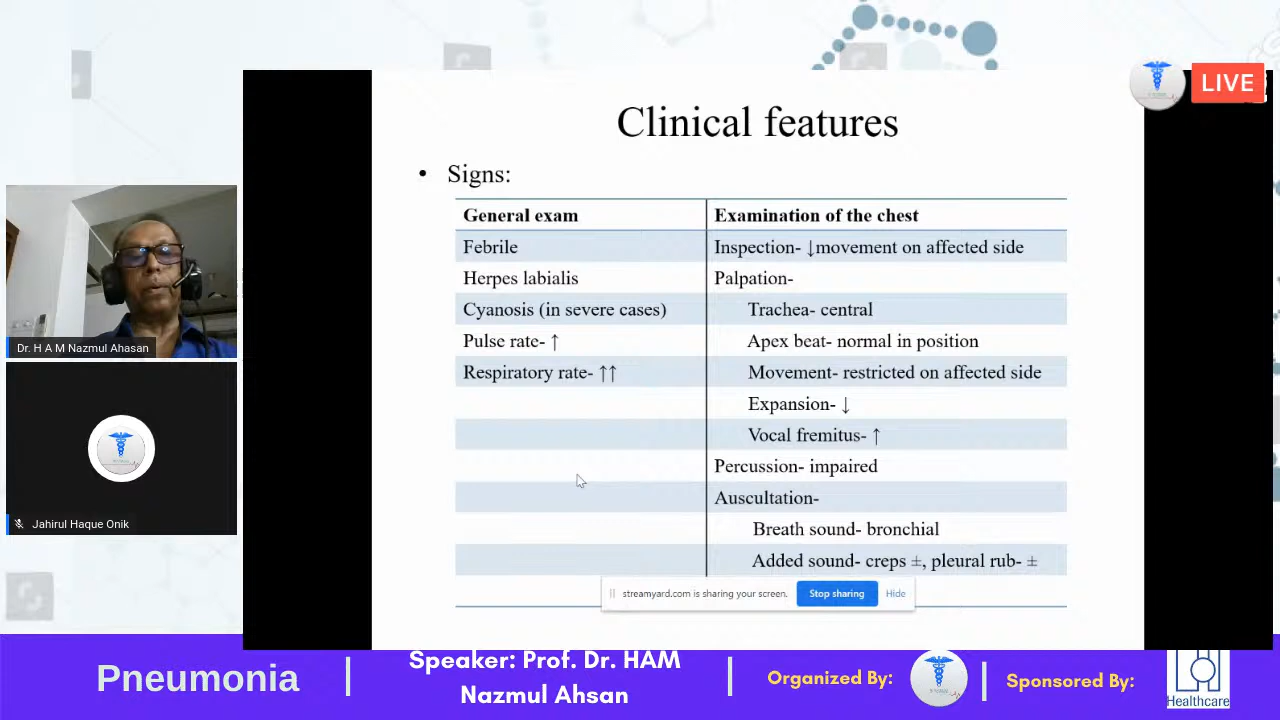 LIVE
Clinical features
• Signs:
General exam
Examination of the chest
Febrile
Inspection- ↓movement on affected side
Herpes labialis
Palpation-
Cyanosis (in severe cases)
Trachea- central
Pulse rate- ↑
Apex beat- normal in position
Respiratory rate- ↑↑
Movement- restricted on affected side
Expansion- ↓
Vocal fremitus- ↑
Percussion- impaired
Auscultation-
Breath sound- bronchial
Added sound- creps ±, pleural rub- ±
streamyard.com is sharing your screen.
Stop sharing
Hide
Dr. H A M Nazmul Ahasan
Jahirul Haque Onik
Pneumonia
Speaker: Prof. Dr. HAM
Nazmul Ahsan
Organized By:
Sponsored By:
Healthcare